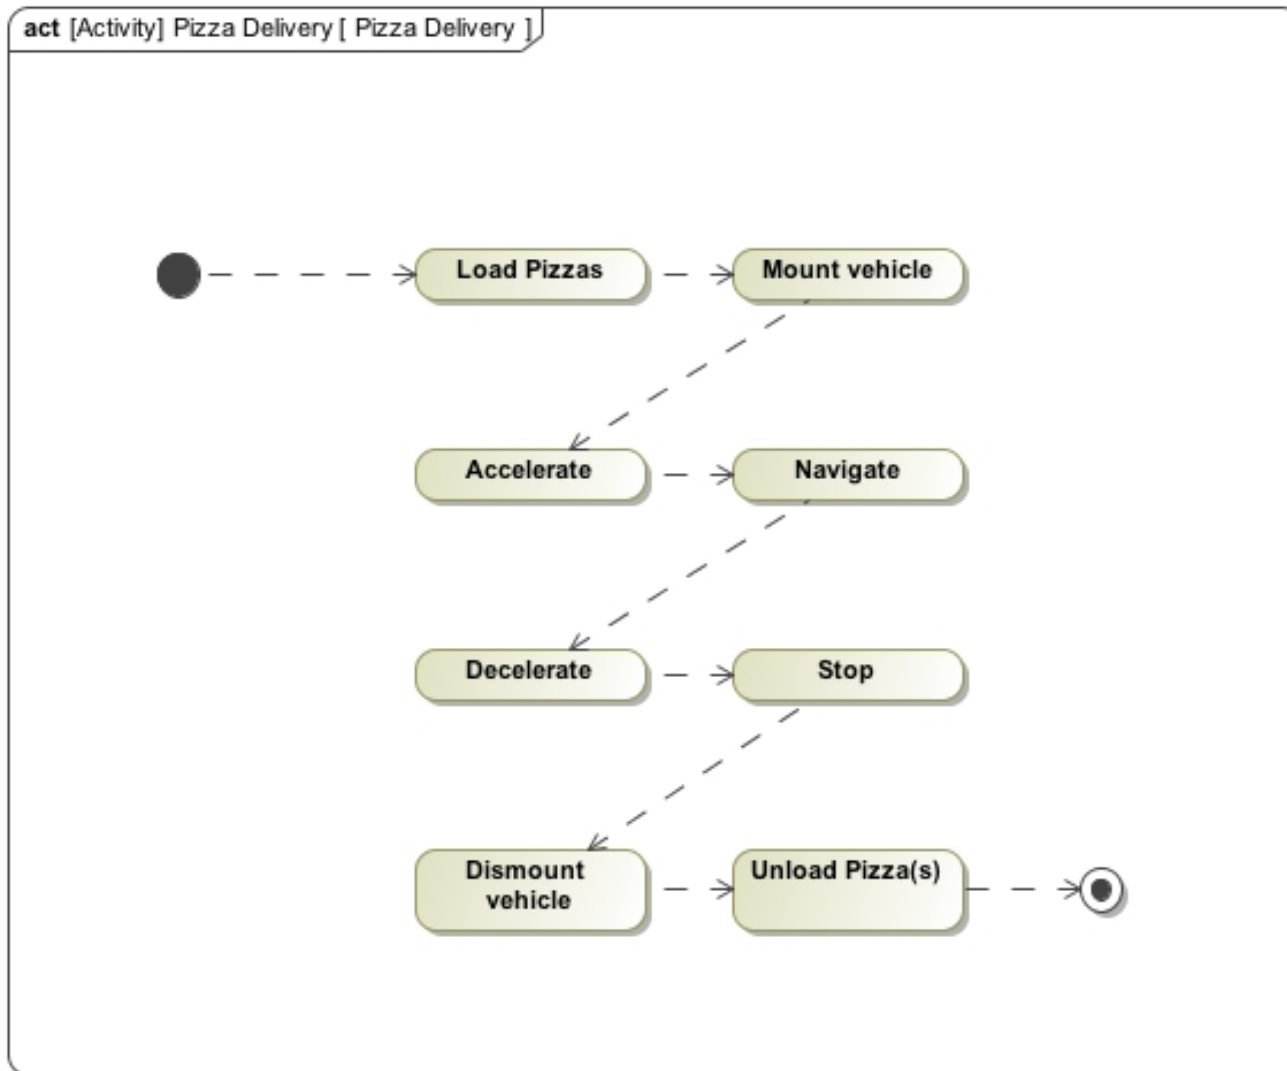 act [Activity] Pizza Delivery [ Pizza Delivery ]
Load Pizzas
Mount vehicle
Accelerate
Navigate
Decelerate
Stop
Dismount
vehicle
Unload Pizza(s)